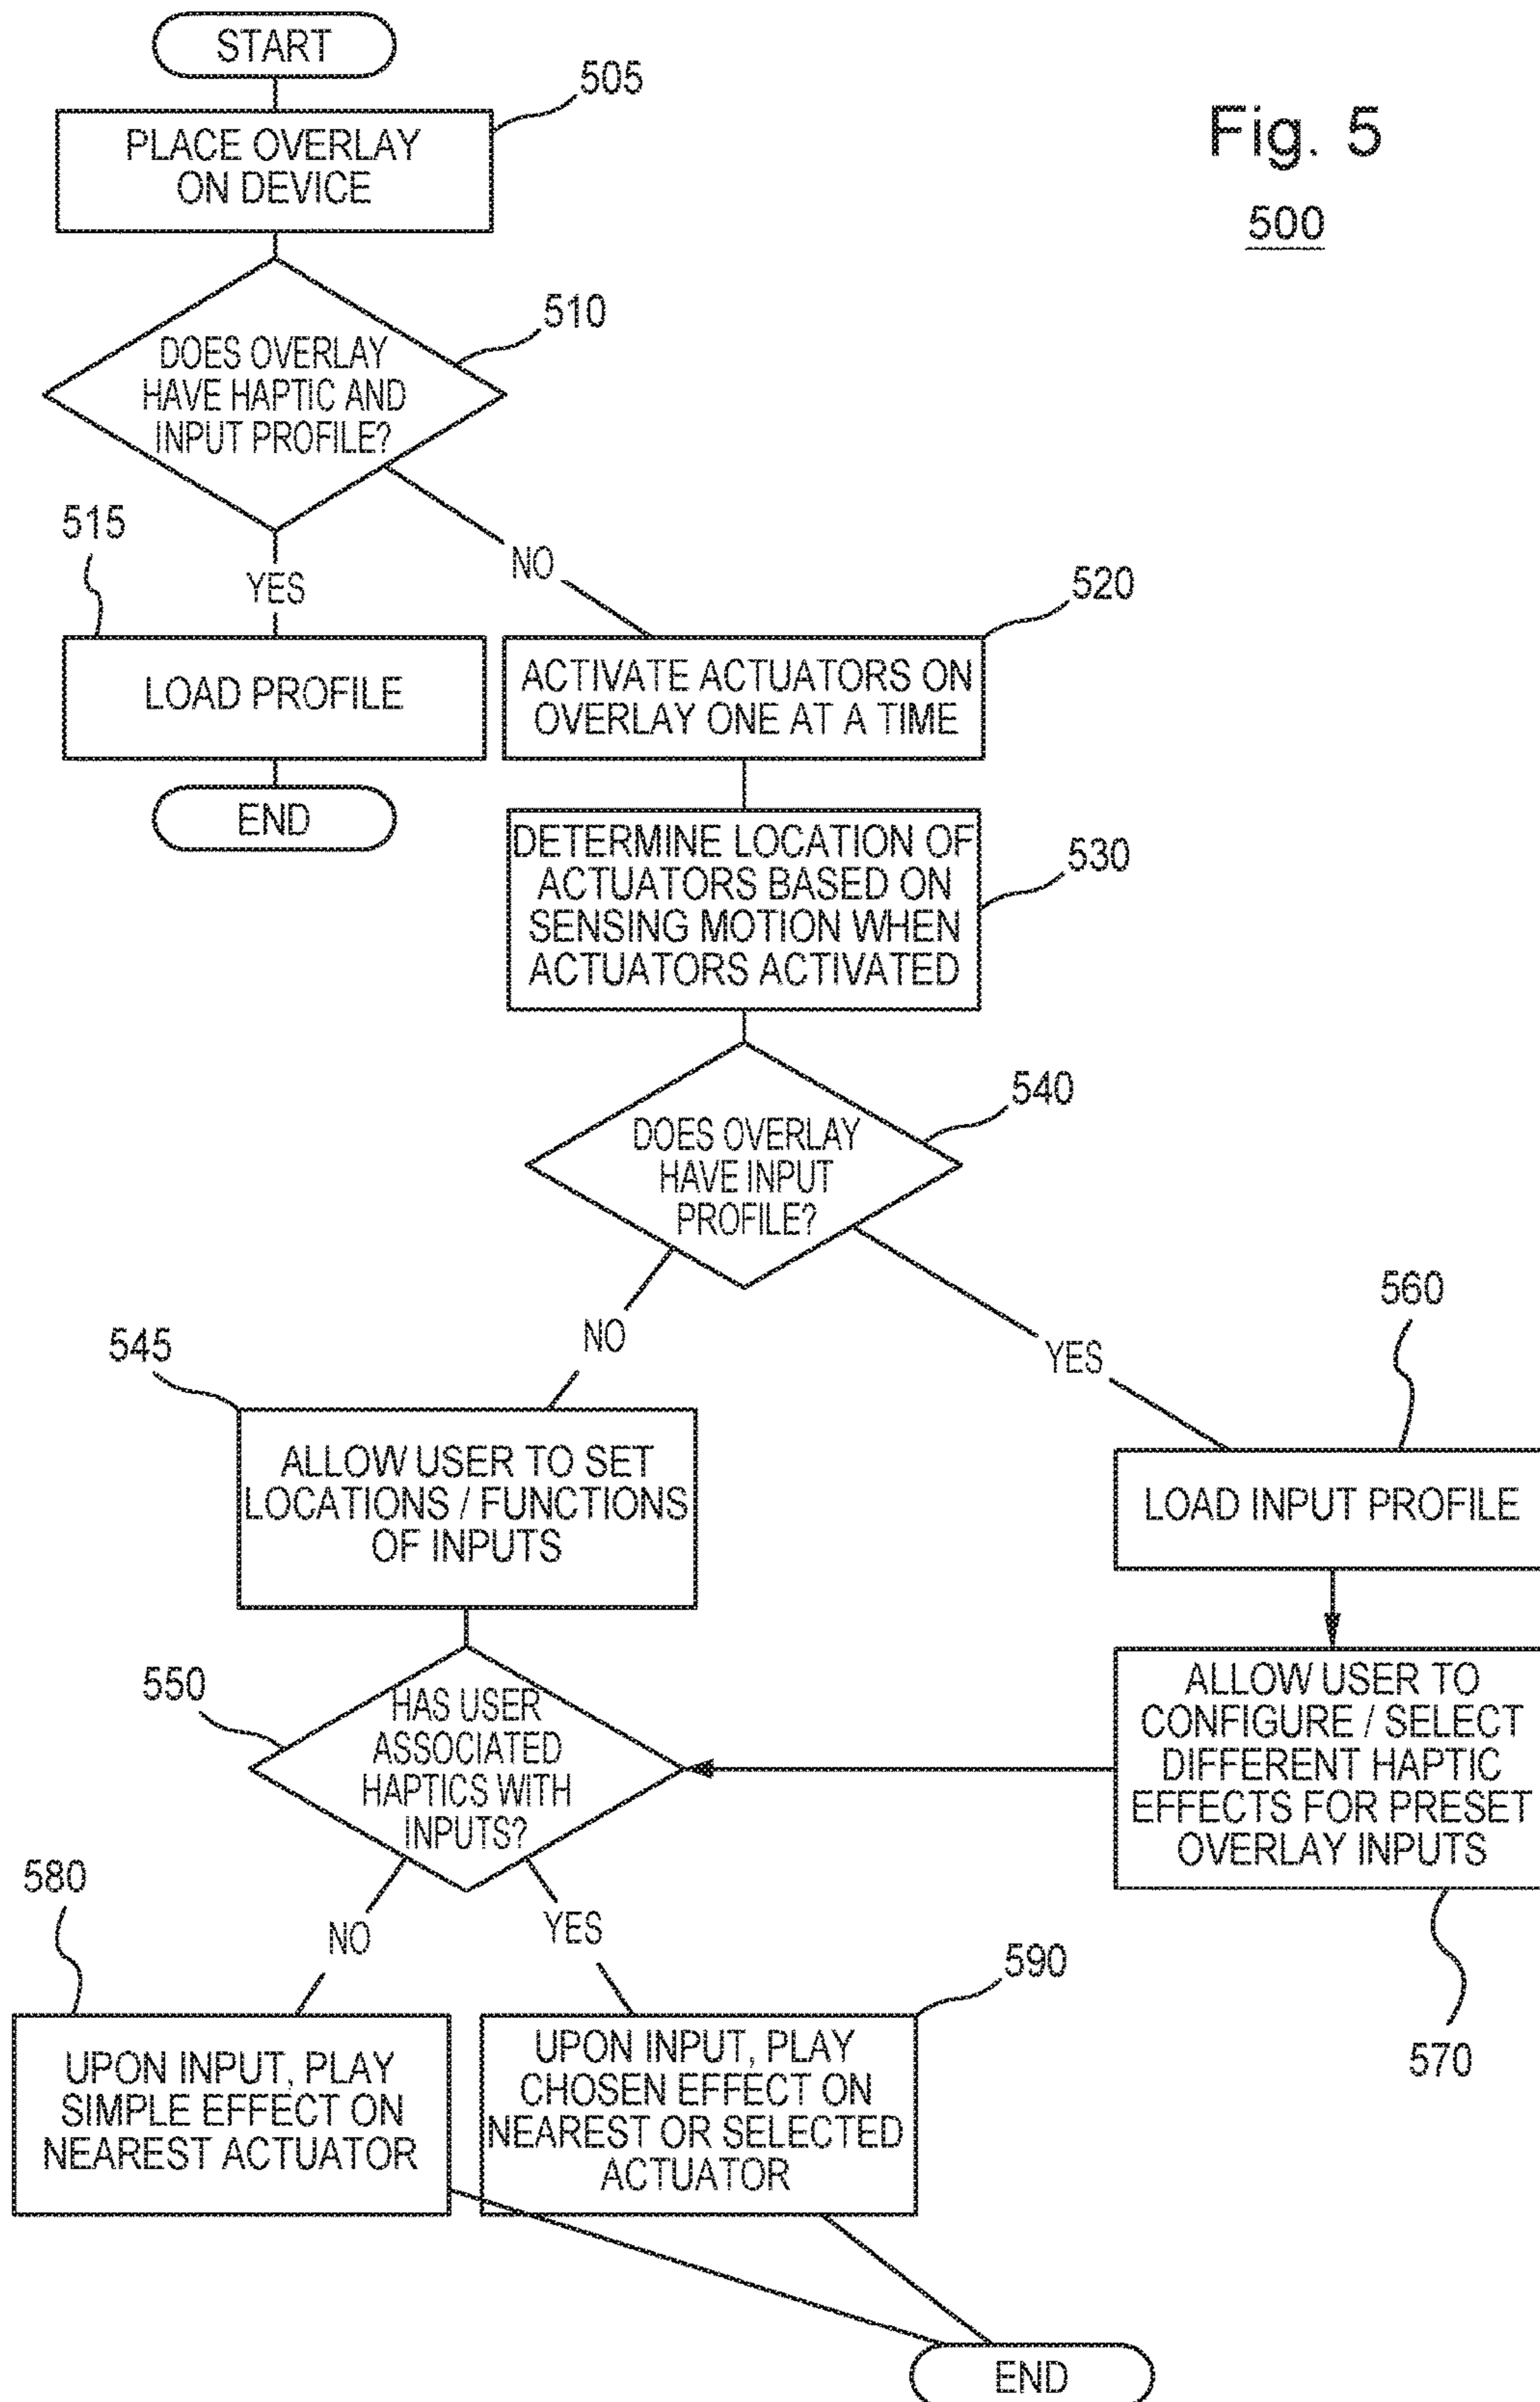 START
505
PLACE OVERLAY
ON DEVICE
Fig. 5
500
510
DOES OVERLAY
HAVE HAPTIC AND
INPUT PROFILE?
515
YES
NO
520
LOAD PROFILE
ACTIVATE ACTUATORS ON
OVERLAY ONE AT A TIME
END
530
DETERMINE LOCATION OF
ACTUATORS BASED ON
SENSING MOTION WHEN
ACTUATORS ACTIVATED
540
DOES OVERLAY
HAVE INPUT
PROFILE?
NO
YES
545
560
ALLOW USER TO SET
LOCATIONS / FUNCTIONS
OF INPUTS
LOAD INPUT PROFILE
550
HAS USER
ASSOCIATED
HAPTICS WITH
INPUTS?
ALLOW USER TO
CONFIGURE / SELECT
DIFFERENT HAPTIC
EFFECTS FOR PRESET
OVERLAY INPUTS
570
580
NO
YES
590
UPON INPUT, PLAY
SIMPLE EFFECT ON
NEAREST ACTUATOR
UPON INPUT, PLAY
CHOSEN EFFECT ON
NEAREST OR SELECTED
ACTUATOR
END